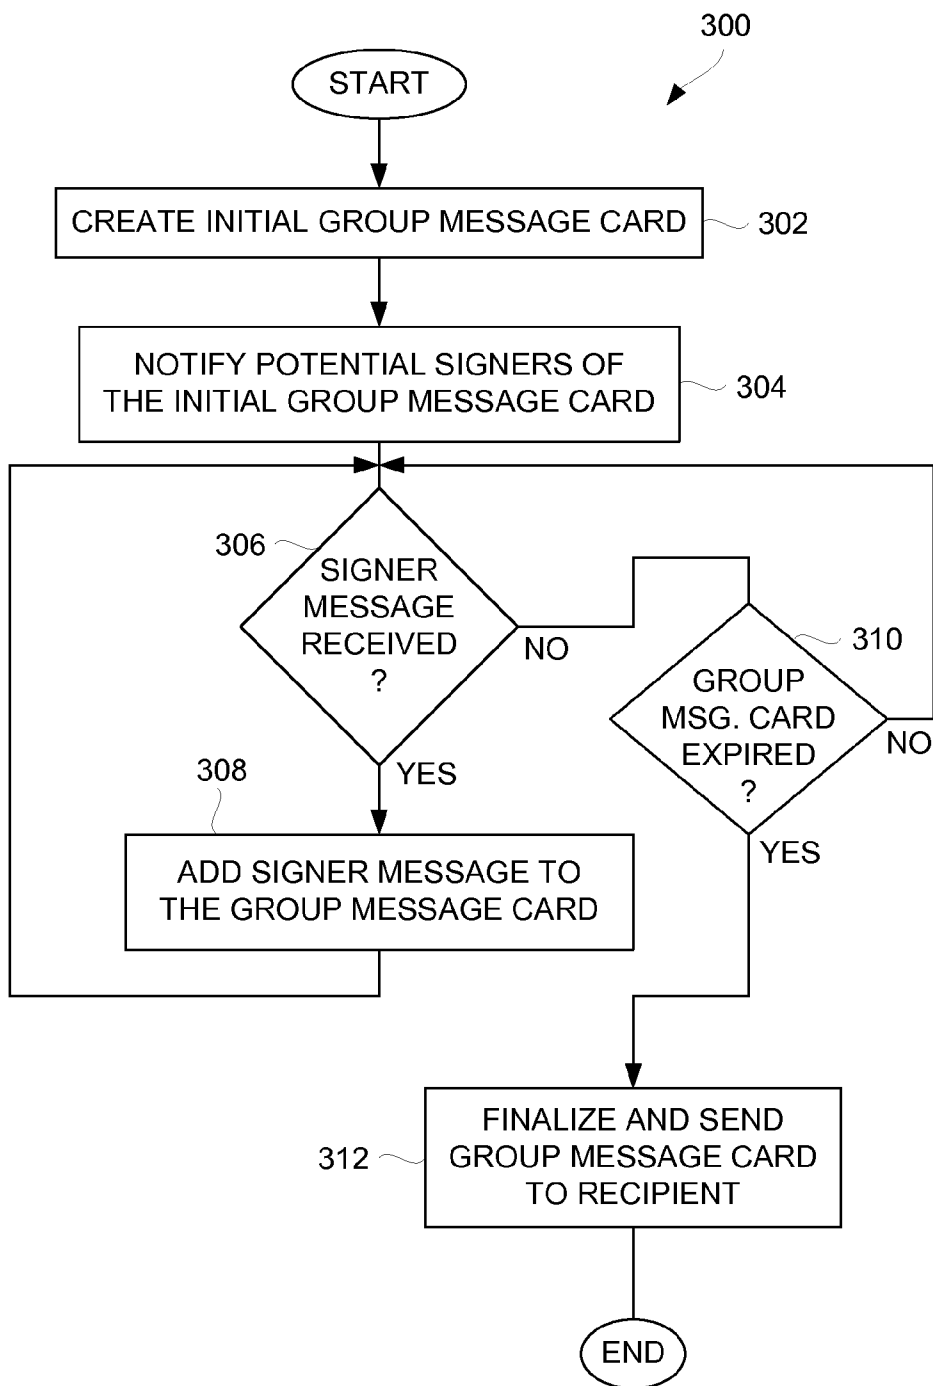 300
START
CREATE INITIAL GROUP MESSAGE CARD
302
NOTIFY POTENTIAL SIGNERS OF
THE INITIAL GROUP MESSAGE CARD
304
306
SIGNER
MESSAGE
RECEIVED
?
NO
YES
310
GROUP
MSG. CARD
EXPIRED
?
NO
YES
308
ADD SIGNER MESSAGE TO
THE GROUP MESSAGE CARD
312
FINALIZE AND SEND
GROUP MESSAGE CARD
TO RECIPIENT
END